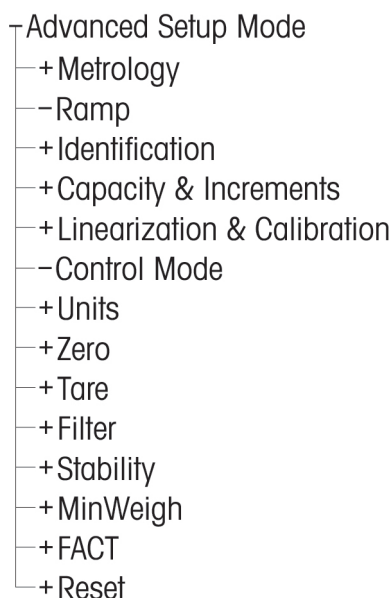 –Advanced Setup Mode
+Metrology
–Ramp
+Identification
+Capacity & Increments
+Linearization & Calibration
–Control Mode
+Units
+Zero
+Tare
+Filter
+Stability
+MinWeigh
+FACT
+Reset